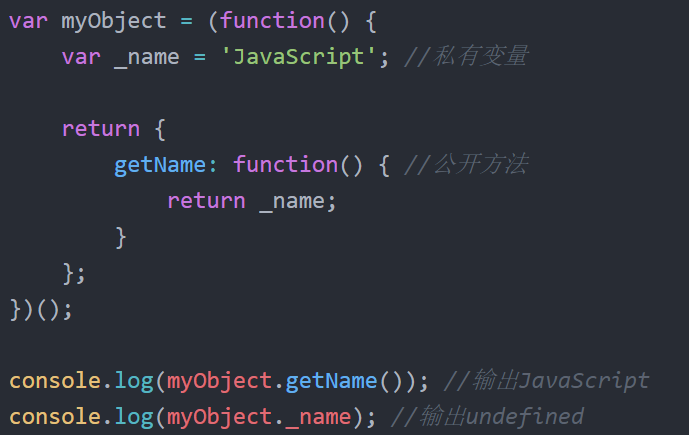 var myObject = (function() {
    var _name = 'JavaScript'; //私有变量

    return {
        getName: function() { //公开方法
            return _name;
        }
    };
})();

console.log(myObject.getName()); //输出JavaScript
console.log(myObject._name); //输出undefined